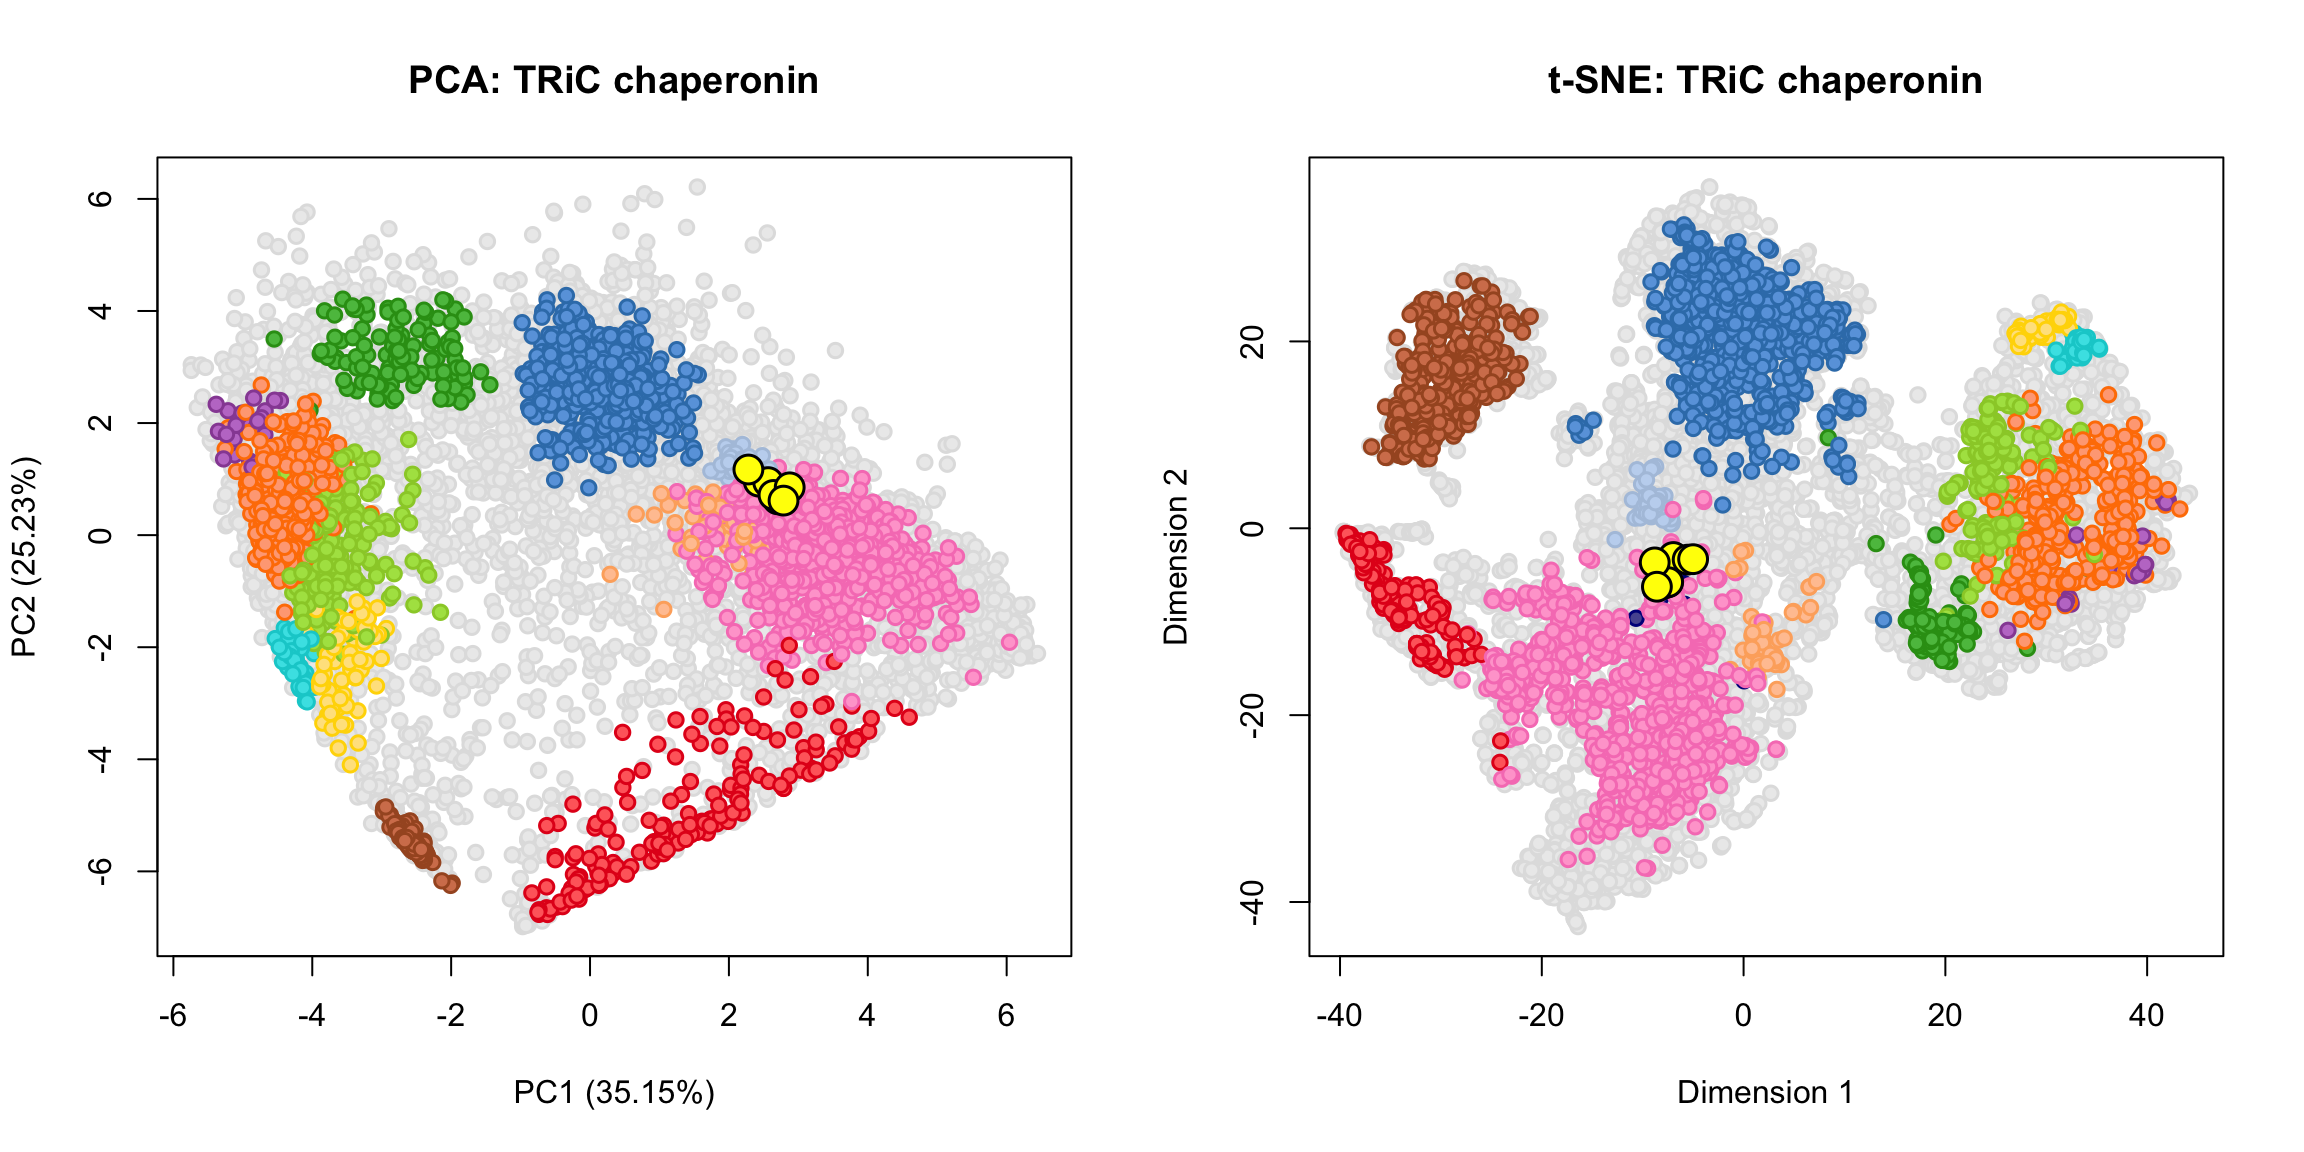 PCA: TRiC chaperonin
PC2 (25.23%)
6
4
2
0
-2
-4
-6
-6 -4 -2 0 2 4 6
PC1 (35.15%)
t-SNE: TRiC chaperonin
Dimension 2
20
0
-20
-40
-40 -20 0 20 40
Dimension 1